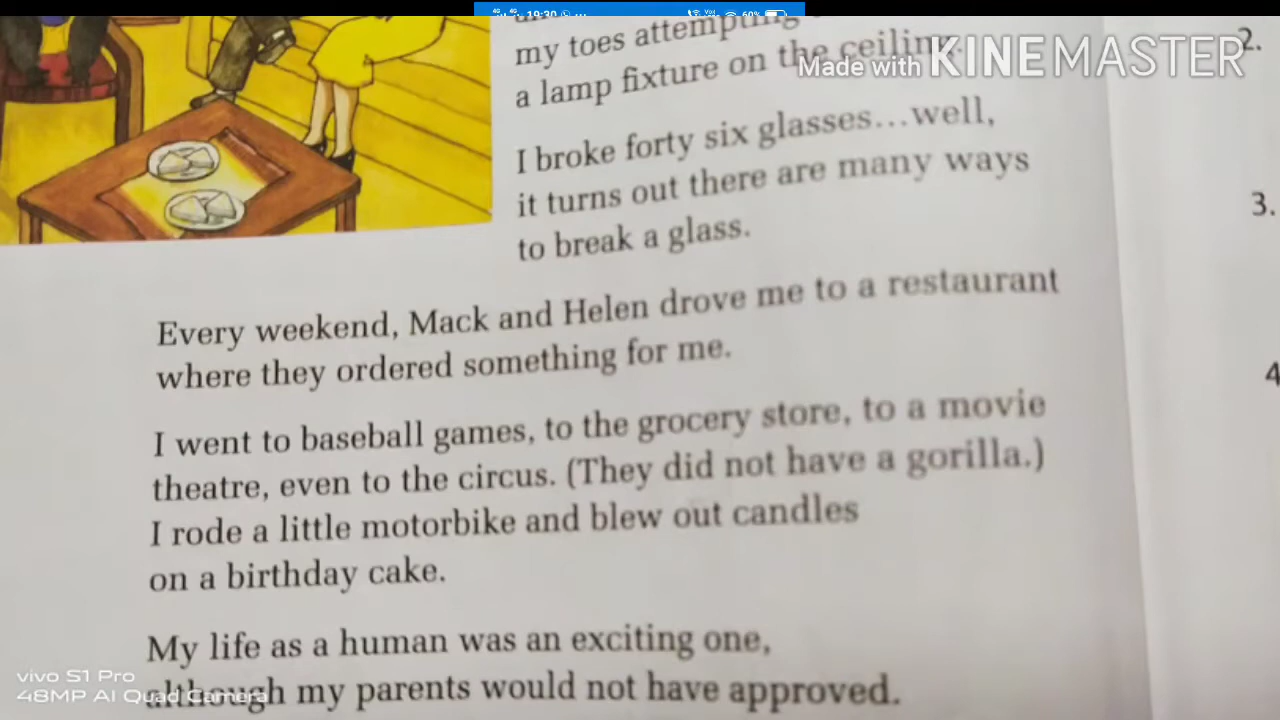 19:30
60%
my toes attempting
a lamp fixture on the ceiling.
Made with KINEMASTER
2.
I broke forty six glasses...well,
it turns out there are many ways
to break a glass.
3.
Every weekend, Mack and Helen drove me to a restaurant
where they ordered something for me.
4
I went to baseball games, to the grocery store, to a movie
theatre, even to the circus. (They did not have a gorilla.)
I rode a little motorbike and blew out candles
on a birthday cake.
My life as a human was an exciting one,
although my parents would not have approved.
vivo S1 Pro
48MP AI Quad Camera